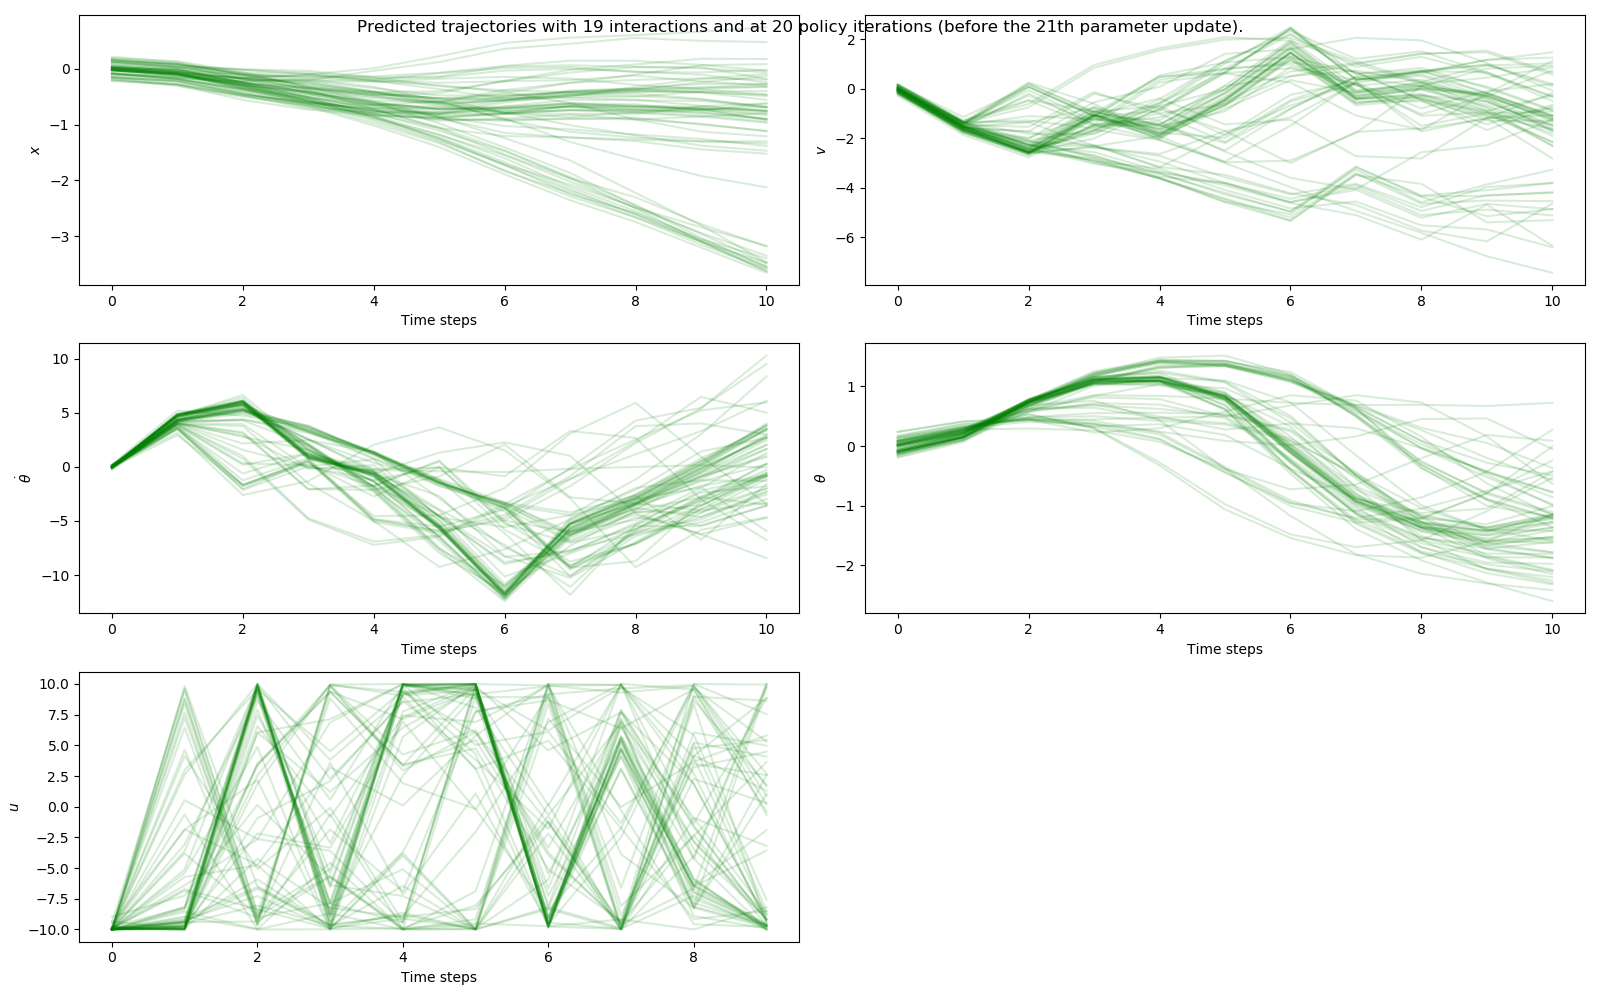 Predicted trajectories with 19 interactions and at 20 policy iterations (before the 21th parameter update).
0
−1
−2
−3
x
0 2 4 6 8 10
Time steps
2
0
−2
−4
−6
v
0 2 4 6 8 10
Time steps
10
5
0
−5
−10
θ̇
0 2 4 6 8 10
Time steps
1
0
−1
−2
θ
0 2 4 6 8 10
Time steps
10.0
7.5
5.0
2.5
0.0
−2.5
−5.0
−7.5
−10.0
u
0 2 4 6 8
Time steps